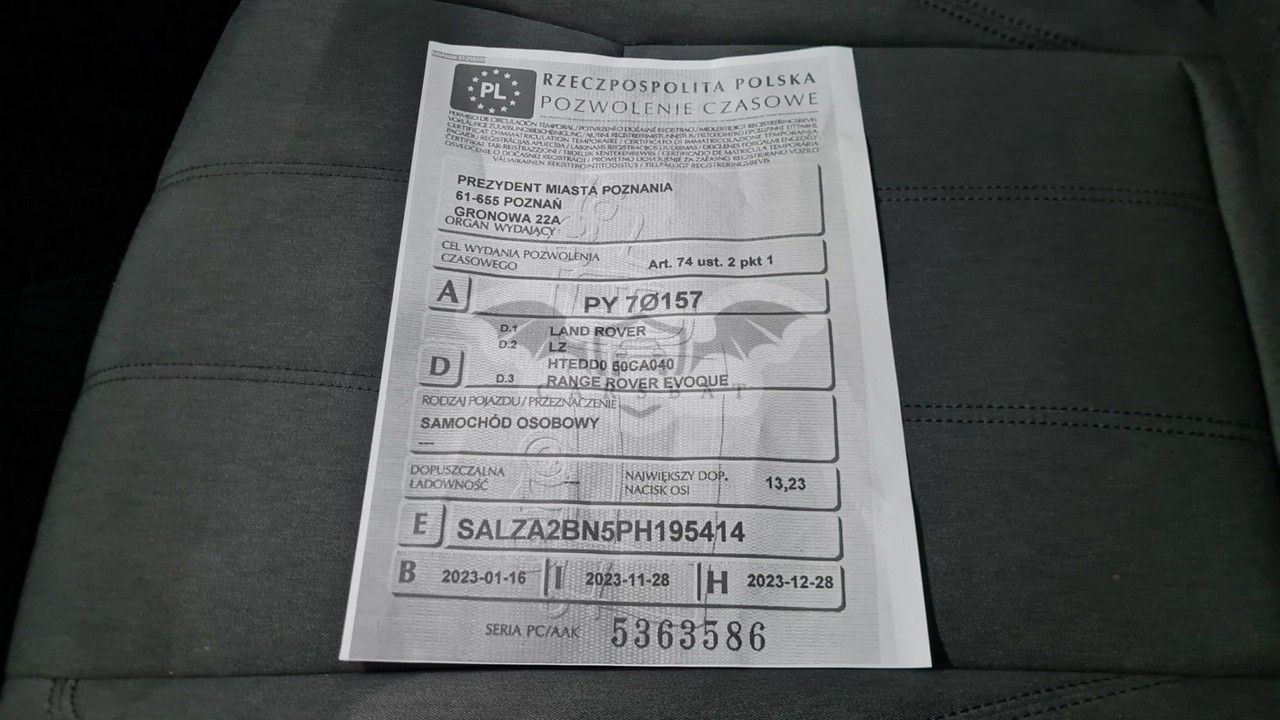 PL
RZECZPOSPOLITA POLSKA
POZWOLENIE CZASOWE
PREZYDENT MIASTA POZNANIA
61-655 POZNAŃ
GRONOWA 22A
ORGAN WYDAJĄCY
CEL WYDANIA POZWOLENIA
CZASOWEGO Art. 74 ust. 2 pkt 1
A PY 7Ø157
D.1 LAND ROVER
D.2 LZ
D HTEDD0 50CA040
D.3 RANGE ROVER EVOQUE
RODZAJ POJAZDU / PRZEZNACZENIE
SAMOCHÓD OSOBOWY
---
DOPUSZCZALNA ŁADOWNOŚĆ --- NAJWIĘKSZY DOP. NACISK OSI 13,23
E SALZA2BN5PH195414
B 2023-01-16 I 2023-11-28 H 2023-12-28
SERIA PC/AAK 5363586